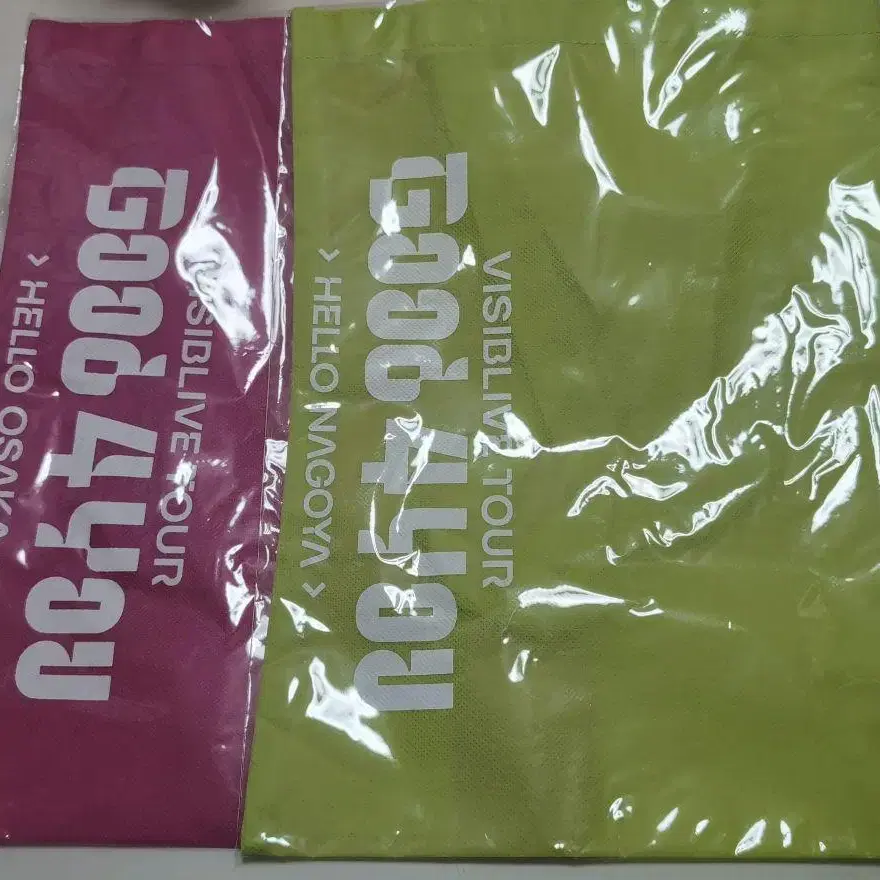 VISIBLIVE TOUR
Good 4 you
> HELLO OSAKA
VISIBLIVE TOUR
Good 4 you
> HELLO NAGOYA >